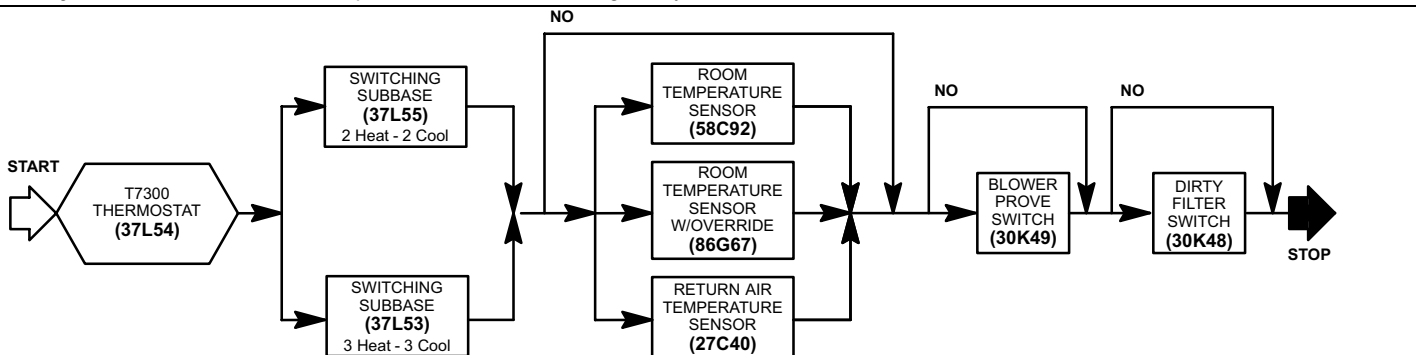 START
T7300
THERMOSTAT
(37L54)
SWITCHING
SUBBASE
(37L55)
2 Heat - 2 Cool
SWITCHING
SUBBASE
(37L53)
3 Heat - 3 Cool
NO
ROOM
TEMPERATURE
SENSOR
(58C92)
ROOM
TEMPERATURE
SENSOR
W/OVERRIDE
(86G67)
RETURN AIR
TEMPERATURE
SENSOR
(27C40)
NO
BLOWER
PROVE
SWITCH
(30K49)
NO
DIRTY
FILTER
SWITCH
(30K48)
STOP